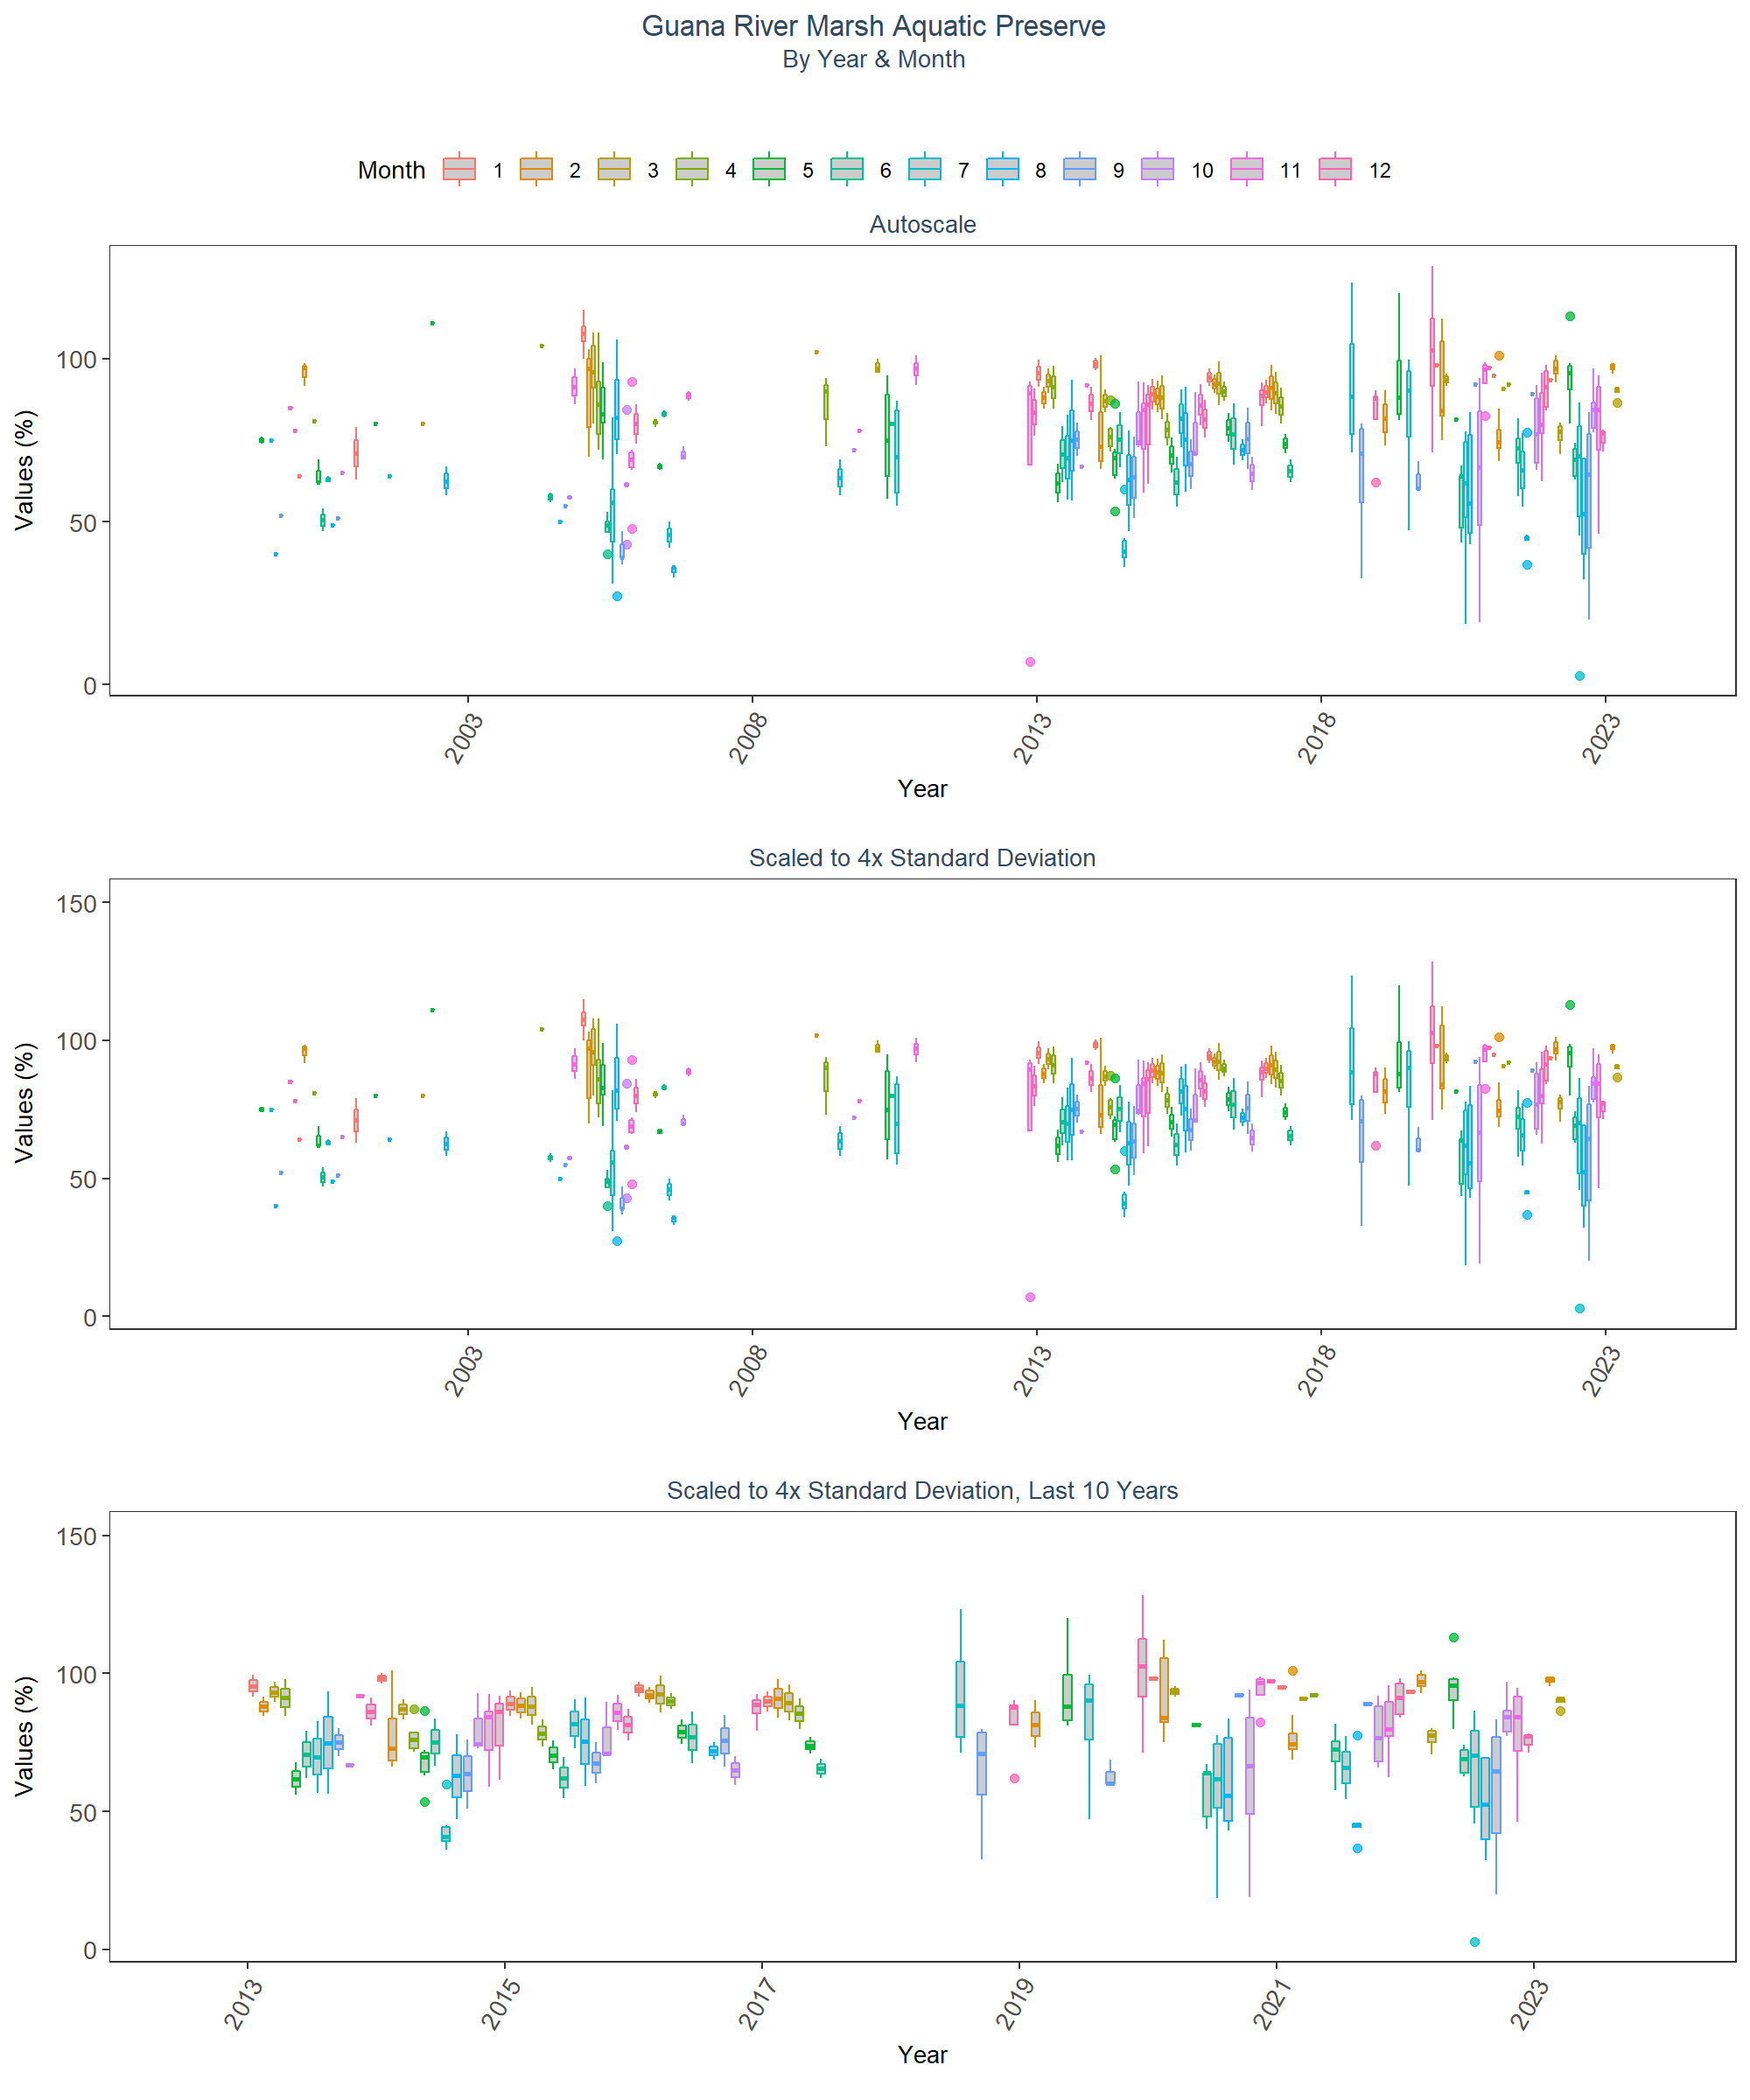 Guana River Marsh Aquatic Preserve
By Year & Month
Month 1 2 3 4 5 6 7 8 9 10 11 12
Autoscale
Values (%)
100
50
0
2003 2008 2013 2018 2023
Year
Scaled to 4x Standard Deviation
Values (%)
150
100
50
0
2003 2008 2013 2018 2023
Year
Scaled to 4x Standard Deviation, Last 10 Years
Values (%)
150
100
50
0
2013 2015 2017 2019 2021 2023
Year